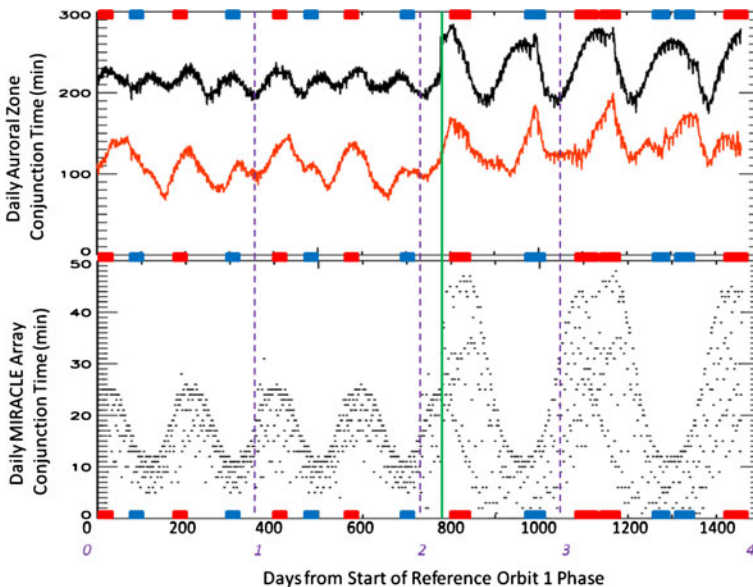 300
200
100
0
Daily Auroral Zone
Conjunction Time (min)
50
40
30
20
10
0
Daily MIRACLE Array
Conjunction Time (min)
0 200 400 600 800 1000 1200 1400
0 1 2 3 4
Days from Start of Reference Orbit 1 Phase